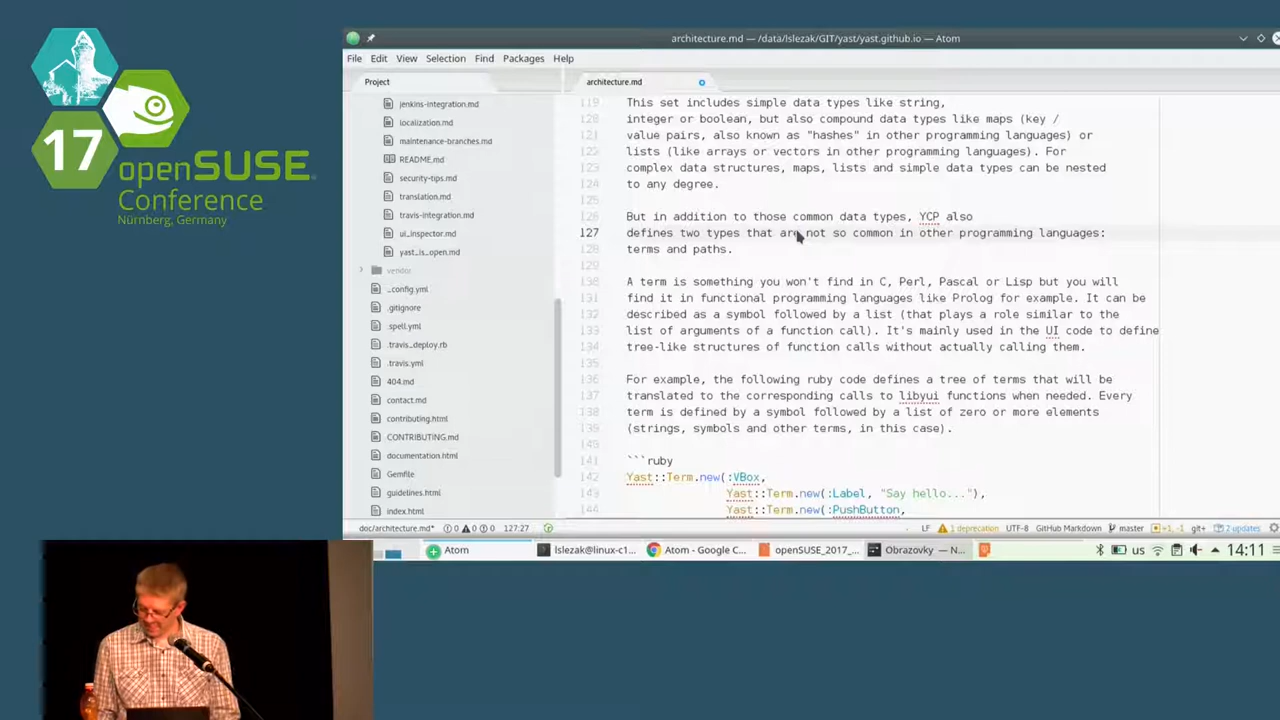 17
openSUSE
Conference
Nürnberg, Germany
architecture.md — /data/lslezak/GIT/yast/yast.github.io — Atom
File Edit View Selection Find Packages Help
Project
architecture.md
jenkins-integration.md
localization.md
maintenance-branches.md
README.md
security-tips.md
translation.md
travis-integration.md
ui_inspector.md
yast_is_open.md
vendor
_config.yml
.gitignore
.spell.yml
.travis_deploy.rb
.travis.yml
404.md
contact.md
contributing.html
CONTRIBUTING.md
documentation.html
Gemfile
guidelines.html
index.html
119 This set includes simple data types like string,
120 integer or boolean, but also compound data types like maps (key /
121 value pairs, also known as "hashes" in other programming languages) or
122 lists (like arrays or vectors in other programming languages). For
123 complex data structures, maps, lists and simple data types can be nested
124 to any degree.
125
126 But in addition to those common data types, YCP also
127 defines two types that are not so common in other programming languages:
128 terms and paths.
129
130 A term is something you won't find in C, Perl, Pascal or Lisp but you will
131 find it in functional programming languages like Prolog for example. It can be
132 described as a symbol followed by a list (that plays a role similar to the
133 list of arguments of a function call). It's mainly used in the UI code to define
134 tree-like structures of function calls without actually calling them.
135
136 For example, the following ruby code defines a tree of terms that will be
137 translated to the corresponding calls to libyui functions when needed. Every
138 term is defined by a symbol followed by a list of zero or more elements
139 (strings, symbols and other terms, in this case).
140
141 ```ruby
142 Yast::Term.new(:VBox,
143 Yast::Term.new(:Label, "Say hello..."),
144 Yast::Term.new(:PushButton,
doc/architecture.md* 0 0 0 127:27 LF 1 deprecation UTF-8 GitHub Markdown master +1, -1 git+ 2 updates
Atom lslezak@linux-c1... Atom - Google C... openSUSE_2017_... Obrazovky — N... us 14:11